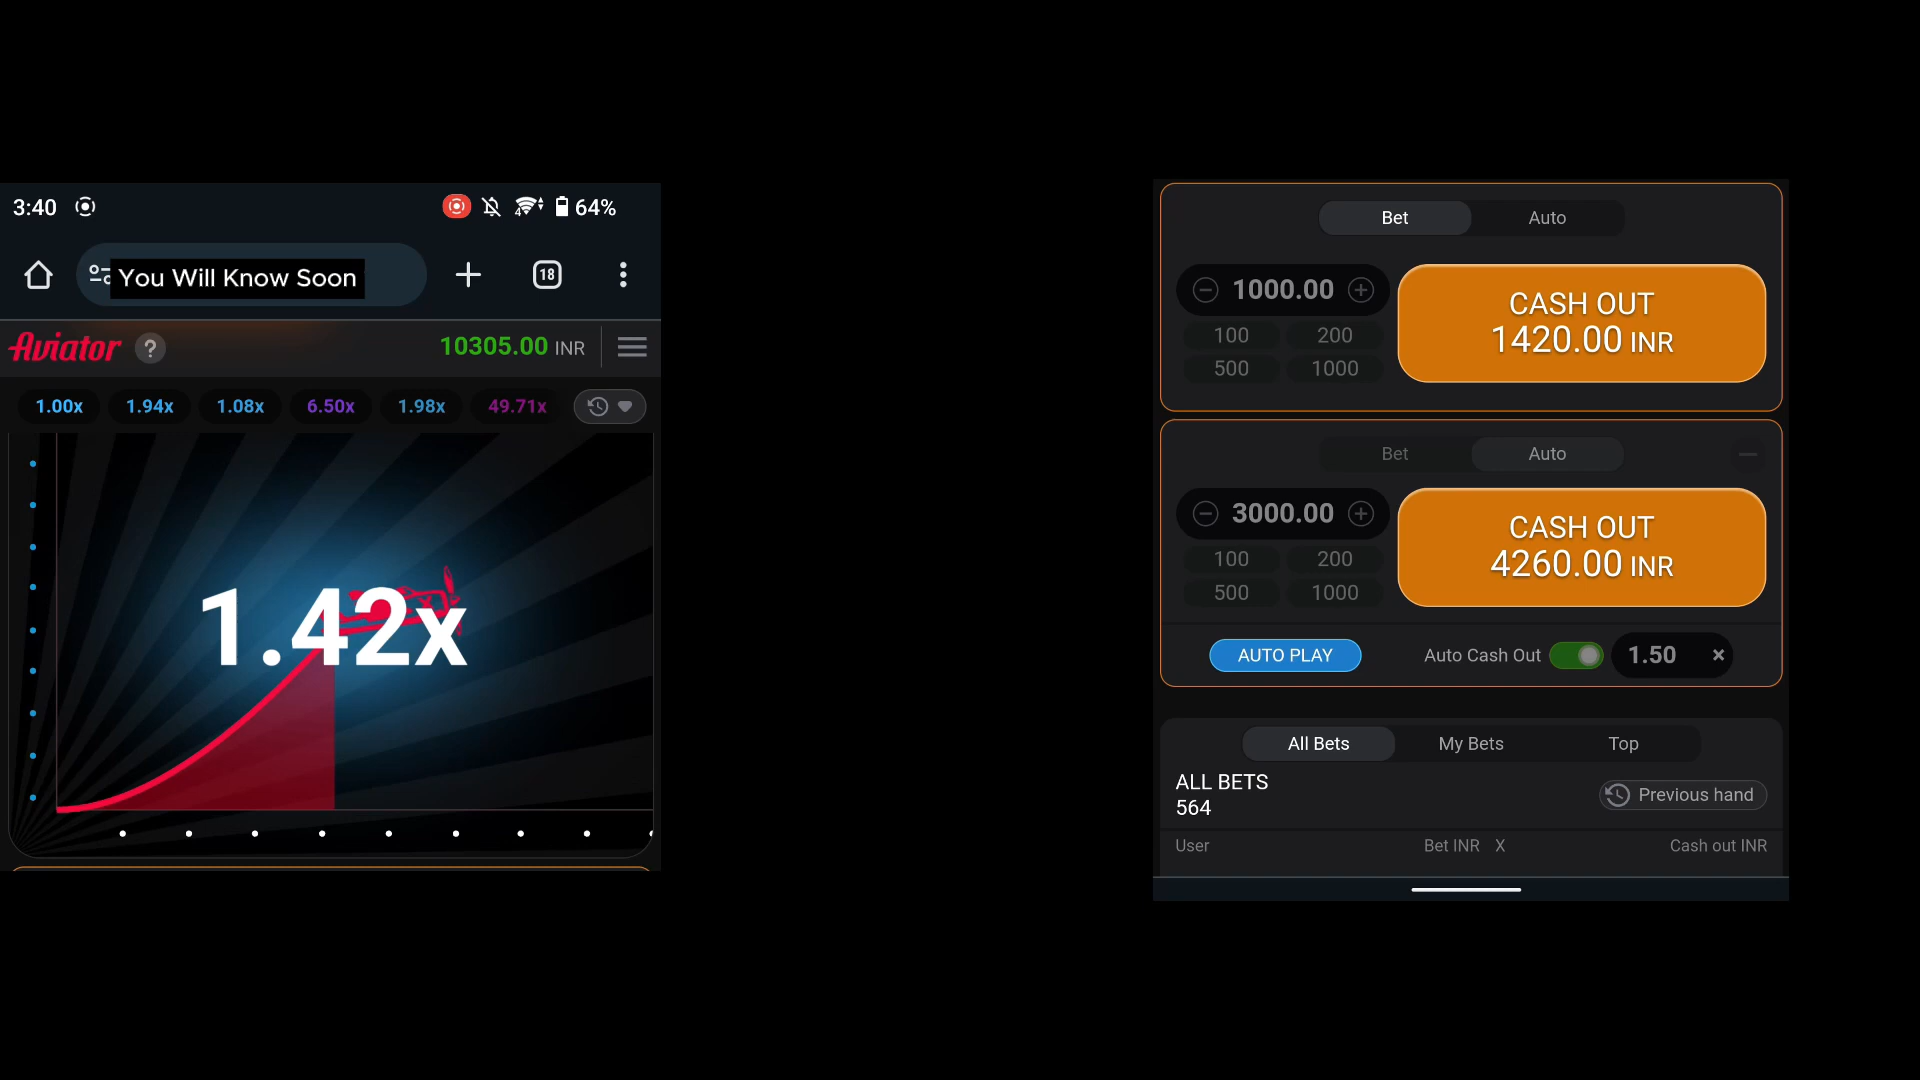 3:40
64%
You Will Know Soon
18
Aviator ?
10305.00 INR
1.00x 1.94x 1.08x 6.50x 1.98x 49.71x
1.42x
Bet Auto
1000.00
100 200
500 1000
CASH OUT
1420.00 INR
Bet Auto
3000.00
100 200
500 1000
CASH OUT
4260.00 INR
AUTO PLAY
Auto Cash Out
1.50 ×
All Bets My Bets Top
ALL BETS
564
Previous hand
User Bet INR X Cash out INR